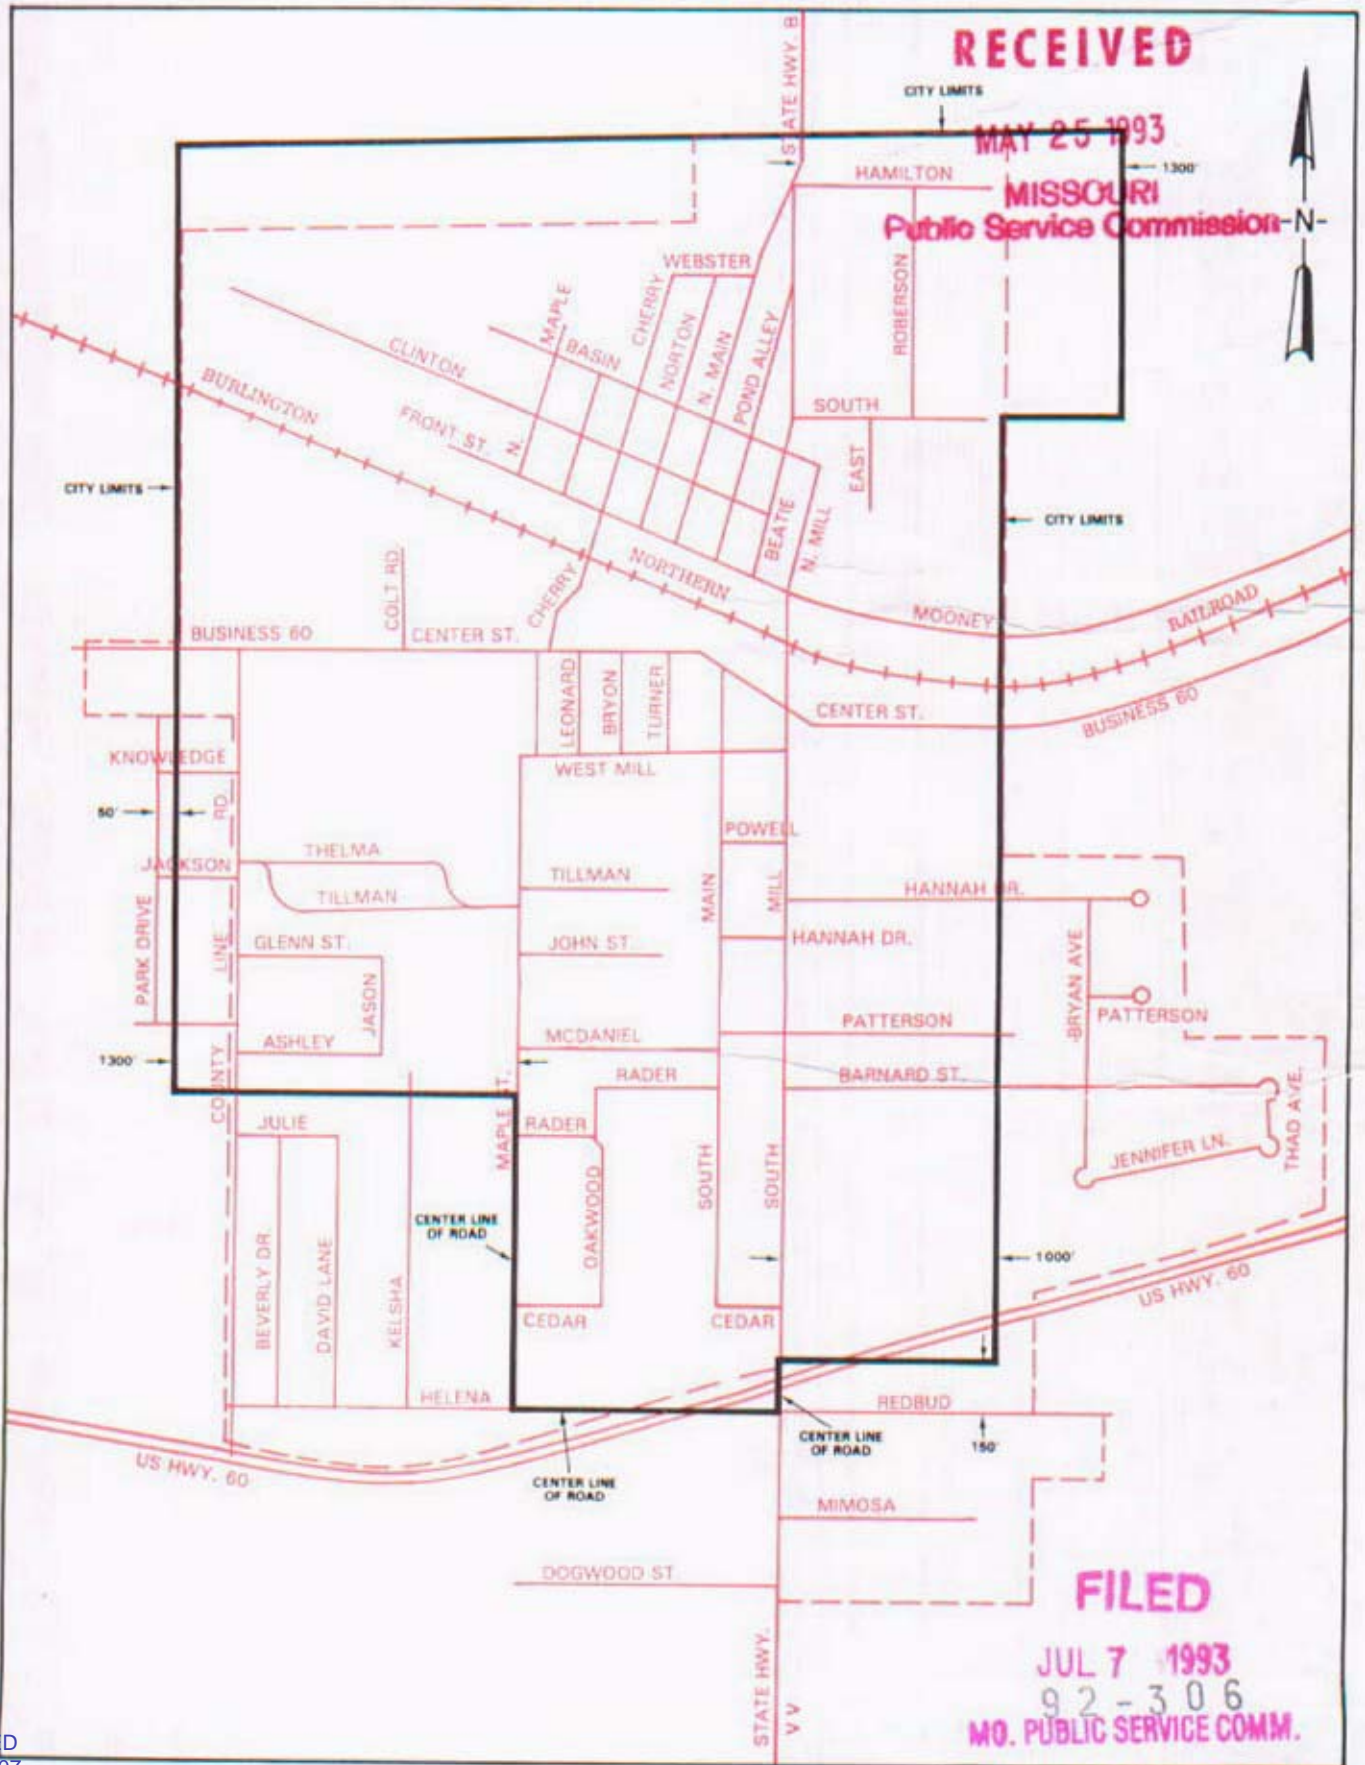 STATE HWY. B
RECEIVED
CITY LIMITS
MAY 25 1993
1300'
HAMILTON
MISSOURI
Public Service Commission
-N-
WEBSTER
ROBERSON
MAPLE
CHERRY
NORTON
N. MAIN
POND ALLEY
BASIN
CLINTON
BURLINGTON
FRONT ST.
N.
SOUTH
EAST
CITY LIMITS
CITY LIMITS
BEATIE
N. MILL
NORTHERN
COLT RD.
CHERRY
MOONEY
RAILROAD
BUSINESS 60
CENTER ST.
LEONARD
BRYON
TURNER
CENTER ST.
BUSINESS 60
KNOWLEDGE
WEST MILL
50'
RD.
POWELL
THELMA
JACKSON
TILLMAN
TILLMAN
MAIN
MILL
HANNAH DR.
PARK DRIVE
LINE
GLENN ST.
JOHN ST.
HANNAH DR.
BRYAN AVE.
JASON
PATTERSON
PATTERSON
ASHLEY
MCDANIEL
1300'
COUNTY
RADER
BARNARD ST.
MAPLE ST.
JULIE
RADER
THAD AVE.
JENNIFER LN.
OAKWOOD
SOUTH
SOUTH
CENTER LINE
OF ROAD
BEVERLY DR.
DAVID LANE
KELSHA
1000'
US HWY. 60
CEDAR
CEDAR
HELENA
REDBUD
CENTER LINE
OF ROAD
150'
US HWY. 60
CENTER LINE
OF ROAD
MIMOSA
DOGWOOD ST.
FILED
JUL 7 1993
92-306
MO. PUBLIC SERVICE COMM.
STATE HWY.
V V